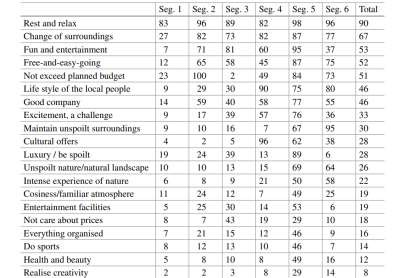 Seg. 1 Seg. 2 Seg. 3 Seg. 4 Seg. 5 Seg. 6 Total
Rest and relax 83 96 89 82 98 96 90
Change of surroundings 27 82 73 82 87 77 67
Fun and entertainment 7 71 81 60 95 37 53
Free-and-easy-going 12 65 58 45 87 75 52
Not exceed planned budget 23 100 2 49 84 73 51
Life style of the local people 9 29 30 90 75 80 46
Good company 14 59 40 58 77 55 46
Excitement, a challenge 9 17 39 57 76 36 33
Maintain unspoilt surroundings 9 10 16 7 67 95 30
Cultural offers 4 2 5 96 62 38 28
Luxury / be spoilt 19 24 39 13 89 6 28
Unspoilt nature/natural landscape 10 10 13 15 69 64 26
Intense experience of nature 6 8 9 21 50 58 22
Cosiness/familiar atmosphere 11 24 12 7 49 25 19
Entertainment facilities 5 25 30 14 53 6 19
Not care about prices 8 7 43 19 29 10 18
Everything organised 7 21 15 12 46 9 16
Do sports 8 12 13 10 46 7 14
Health and beauty 5 8 10 8 49 16 12
Realise creativity 2 2 3 8 29 14 8